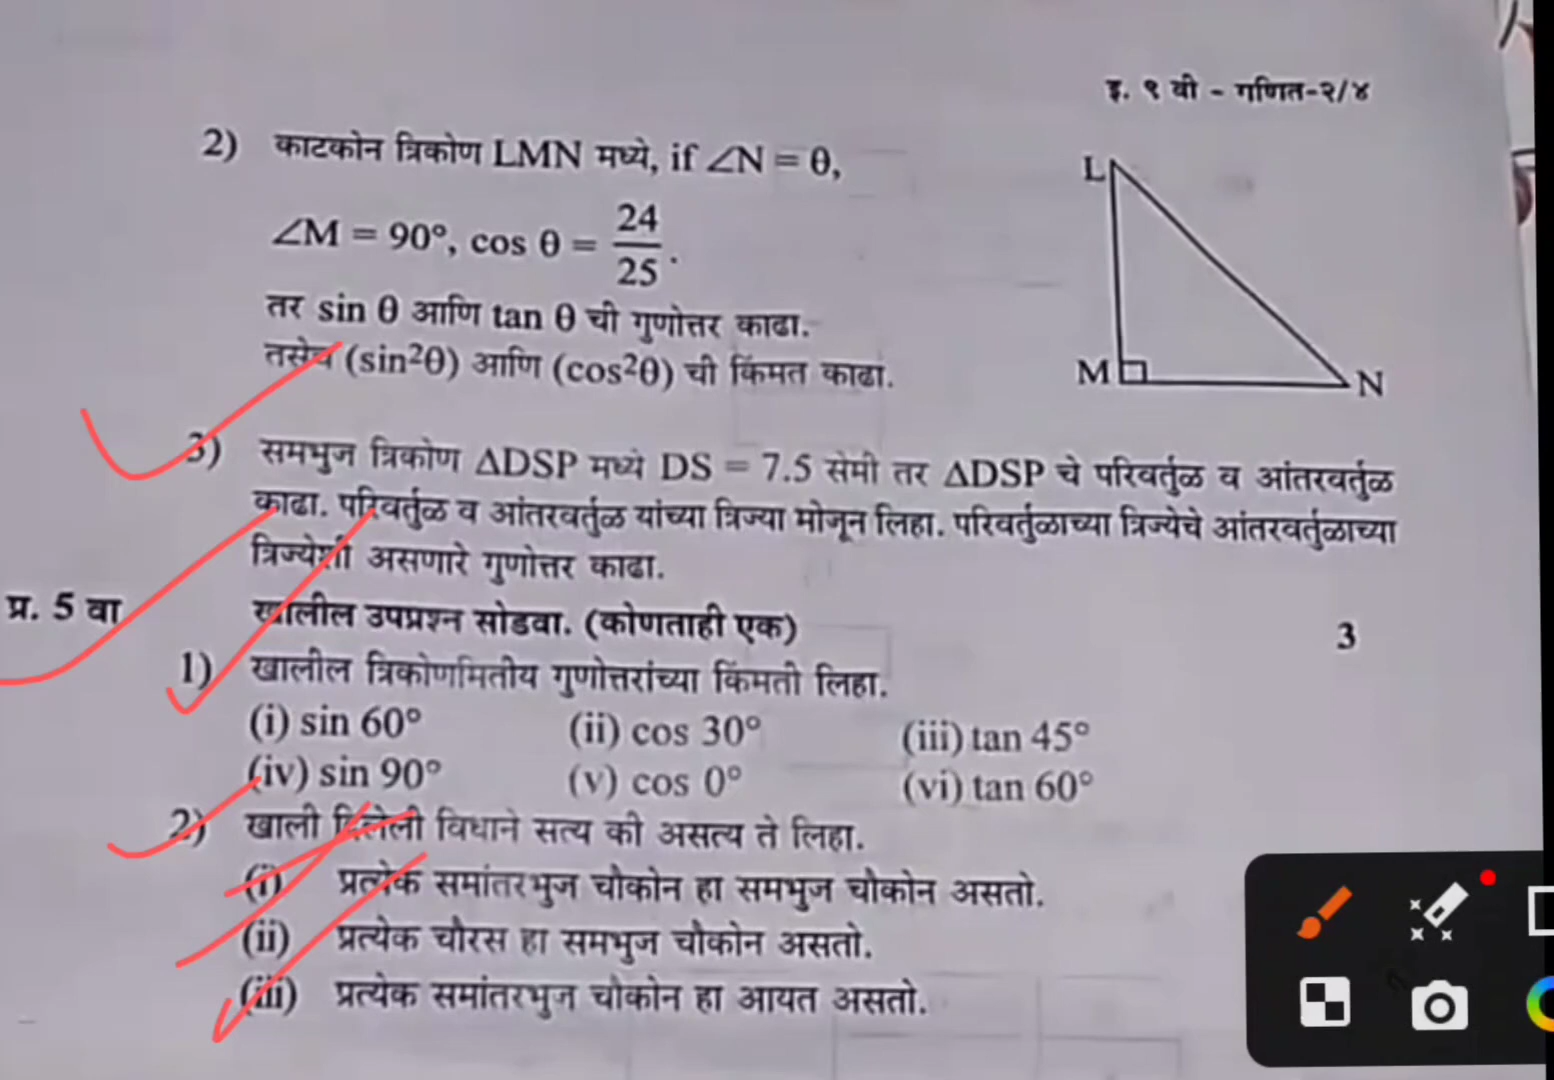 इ. ९ वी - गणित-२/४
2) काटकोन त्रिकोण LMN मध्ये, if ∠N = θ,
∠M = 90°, cos θ = 24/25.
तर sin θ आणि tan θ ची गुणोत्तर काढा.
तसेच (sin²θ) आणि (cos²θ) ची किंमत काढा.
L
M
N
3) समभुज त्रिकोण ΔDSP मध्ये DS = 7.5 सेमी तर ΔDSP चे परिवर्तुळ व आंतरवर्तुळ
काढा. परिवर्तुळ व आंतरवर्तुळ यांच्या त्रिज्या मोजून लिहा. परिवर्तुळाच्या त्रिज्येचे आंतरवर्तुळाच्या
त्रिज्येशी असणारे गुणोत्तर काढा.
प्र. 5 वा खालील उपप्रश्न सोडवा. (कोणताही एक) 3
1) खालील त्रिकोणमितीय गुणोत्तरांच्या किंमती लिहा.
(i) sin 60° (ii) cos 30° (iii) tan 45°
(iv) sin 90° (v) cos 0° (vi) tan 60°
2) खाली दिलेली विधाने सत्य की असत्य ते लिहा.
(i) प्रत्येक समांतरभुज चौकोन हा समभुज चौकोन असतो.
(ii) प्रत्येक चौरस हा समभुज चौकोन असतो.
(iii) प्रत्येक समांतरभुज चौकोन हा आयत असतो.